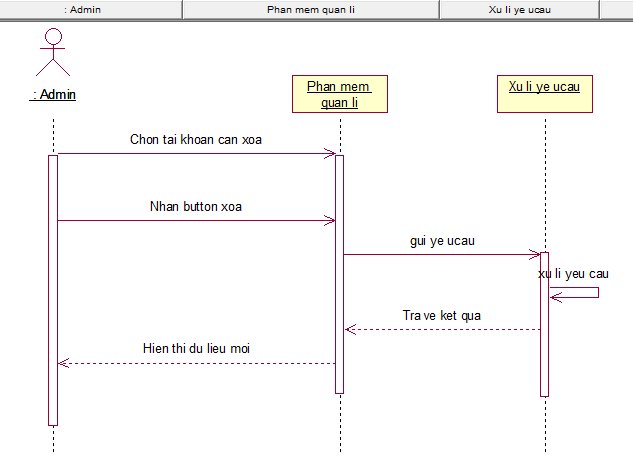 : Admin
Phan mem quan li
Xu li ye ucau
: Admin
Phan mem
quan li
Xu li ye ucau
Chon tai khoan can xoa
Nhan button xoa
gui ye ucau
xu li yeu cau
Tra ve ket qua
Hien thi du lieu moi